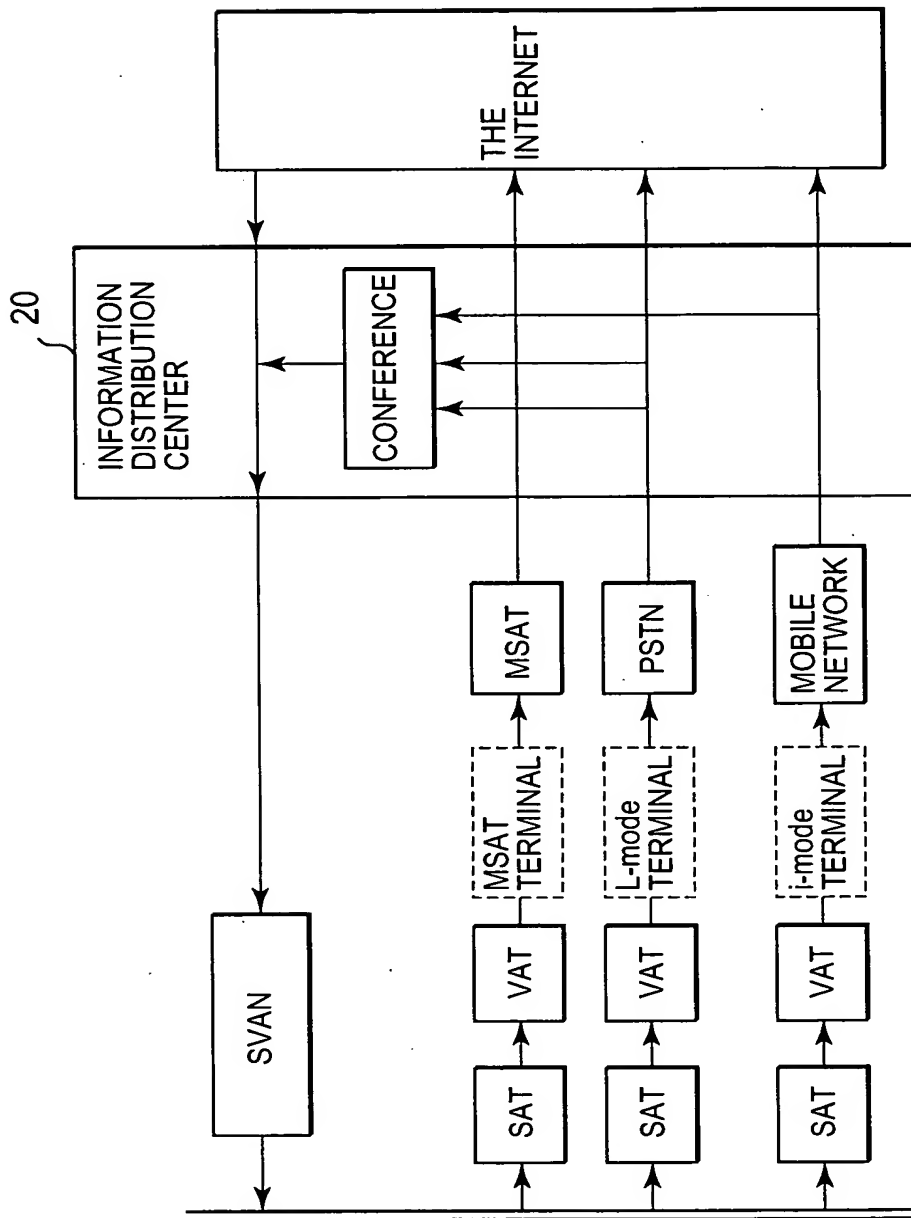 20
INFORMATION
DISTRIBUTION
CENTER
THE
INTERNET
CONFERENCE
SVAN
SAT
VAT
MSAT
TERMINAL
MSAT
SAT
VAT
L-mode
TERMINAL
PSTN
SAT
VAT
i-mode
TERMINAL
MOBILE
NETWORK